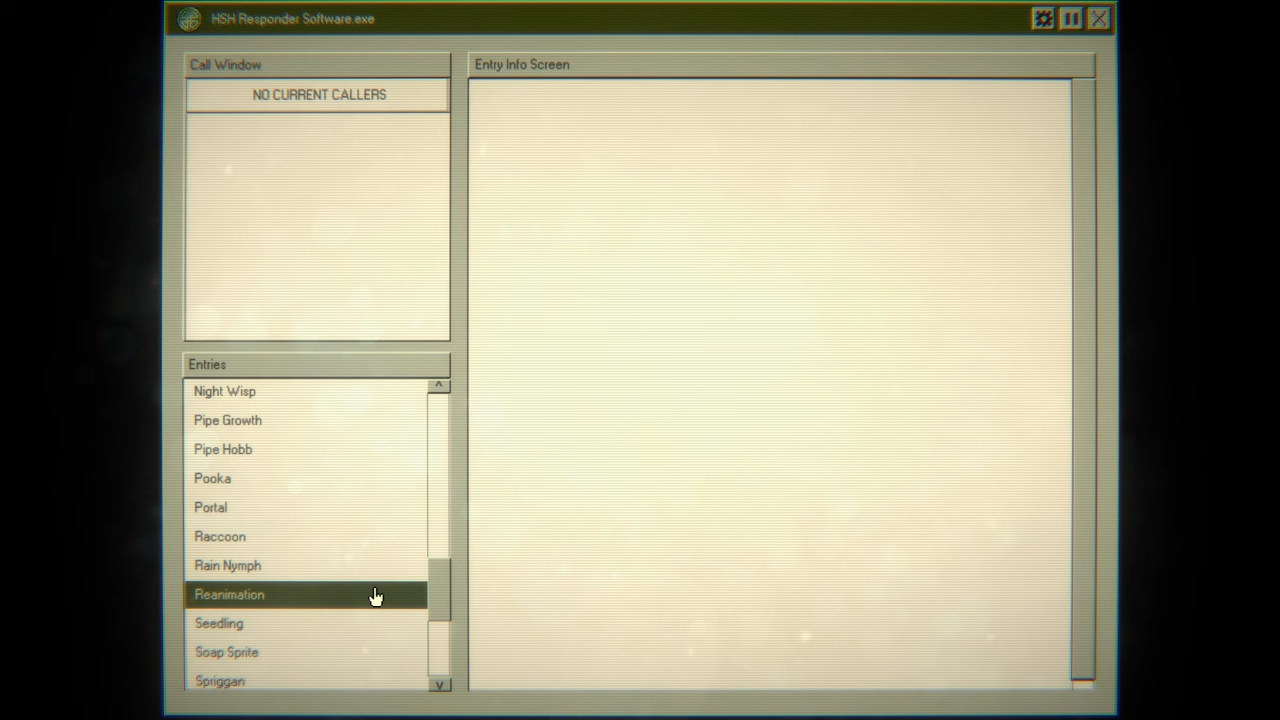 HSH Responder Software.exe
Call Window
NO CURRENT CALLERS
Entry Info Screen
Entries
Night Wisp
Pipe Growth
Pipe Hobb
Pooka
Portal
Raccoon
Rain Nymph
Reanimation
Seedling
Soap Sprite
Spriggan